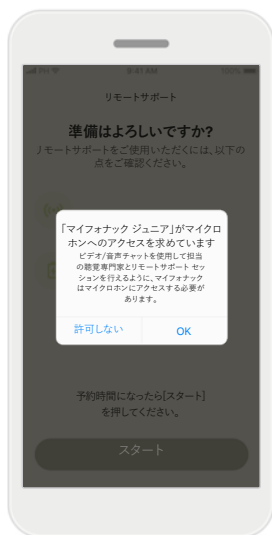 9:41 AM
100%
リモートサポート
準備はよろしいですか?
リモートサポートをご使用いただくには、以下の
点をご確認ください。
「マイフォナック ジュニア」がマイクロ
ホンへのアクセスを求めています
ビデオ/音声チャットを使用して担当
の聴覚専門家とリモートサポート セッ
ションを行えるように、マイフォナック
はマイクロホンにアクセスする必要が
あります。
許可しない
OK
予約時間になったら[スタート]
を押してください。
スタート